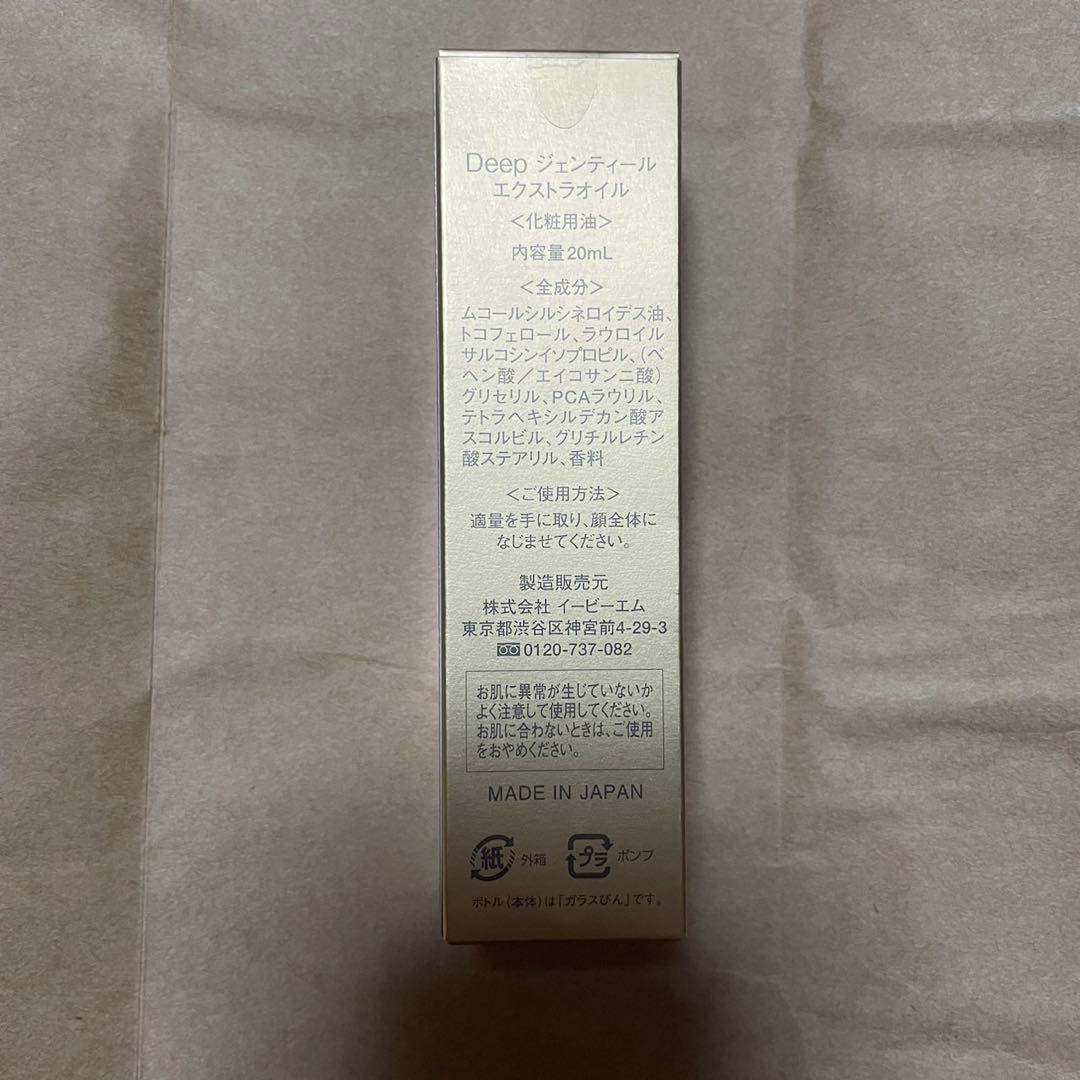 Deep ジェンティール
エクストラオイル
＜化粧用油＞
内容量20mL
＜全成分＞
ムコールシルシネロイデス油、
トコフェロール、ラウロイル
サルコシンイソプロピル、（ベ
ヘン酸／エイコサン二酸）
グリセリル、PCAラウリル、
テトラヘキシルデカン酸ア
スコルビル、グリチルレチン
酸ステアリル、香料
＜ご使用方法＞
適量を手に取り、顔全体に
なじませてください。
製造販売元
株式会社 イービーエム
東京都渋谷区神宮前4-29-3
0120-737-082
お肌に異常が生じていないか
よく注意して使用してください。
お肌に合わないときは、ご使用
をおやめください。
MADE IN JAPAN
紙 外箱 プラ ポンプ
ボトル（本体）は「ガラスびん」です。